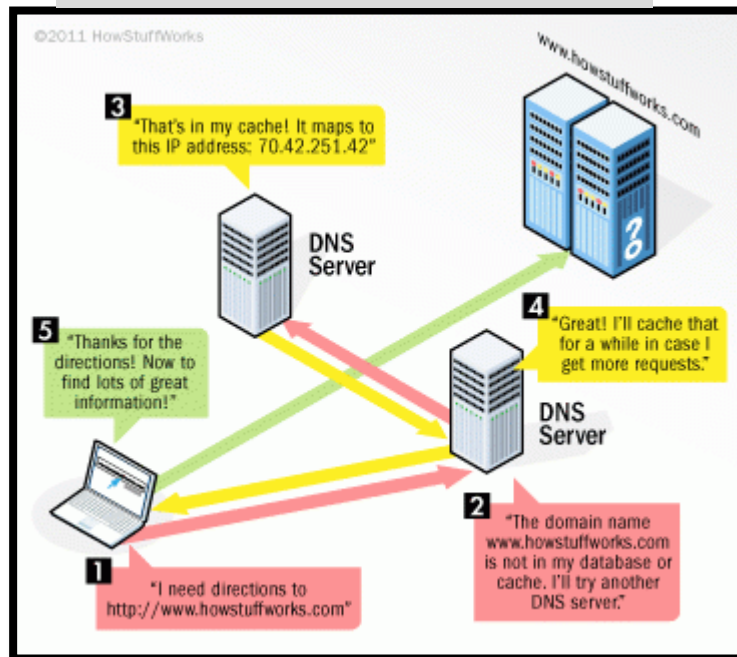 ©2011 HowStuffWorks
www.howstuffworks.com
3
"That's in my cache! It maps to
this IP address: 70.42.251.42"
DNS
Server
4
"Great! I'll cache that
for a while in case I
get more requests."
5
"Thanks for the
directions! Now to
find lots of great
information!"
DNS
Server
2
"The domain name
www.howstuffworks.com
is not in my database or
cache. I'll try another
DNS server."
1
"I need directions to
http://www.howstuffworks.com"